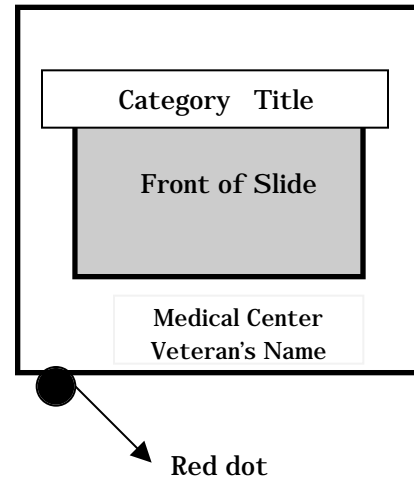 Category Title
Front of Slide
Medical Center
Veteran's Name
Red dot